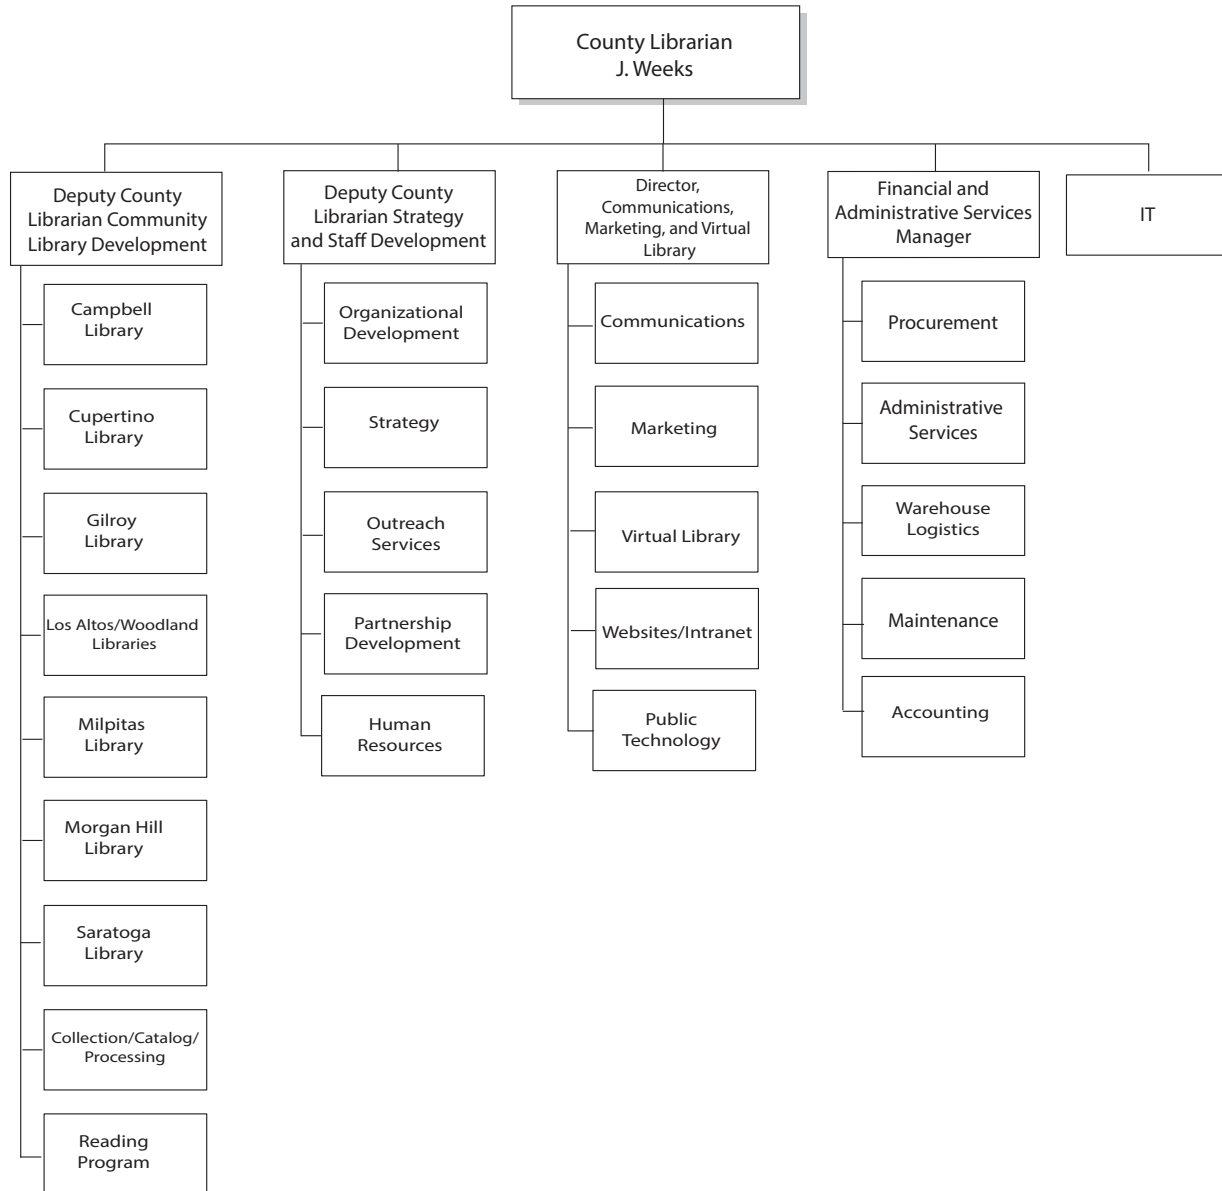 County Librarian
J. Weeks
Deputy County
Librarian Community
Library Development
Deputy County
Librarian Strategy
and Staff Development
Director,
Communications,
Marketing, and Virtual
Library
Financial and
Administrative Services
Manager
IT
Campbell
Library
Cupertino
Library
Gilroy
Library
Los Altos/Woodland
Libraries
Milpitas
Library
Morgan Hill
Library
Saratoga
Library
Collection/Catalog/
Processing
Reading
Program
Organizational
Development
Strategy
Outreach
Services
Partnership
Development
Human
Resources
Communications
Marketing
Virtual Library
Websites/Intranet
Public
Technology
Procurement
Administrative
Services
Warehouse
Logistics
Maintenance
Accounting